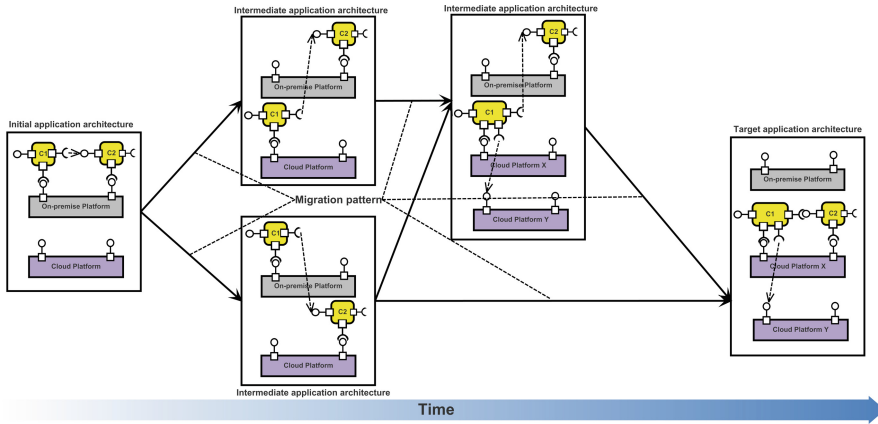 Intermediate application architecture
C2
On-premise Platform
C1
Cloud Platform
Intermediate application architecture
C2
On-premise Platform
C1
Cloud Platform X
Cloud Platform Y
Initial application architecture
C1
C2
On-premise Platform
Cloud Platform
Migration pattern
C1
On-premise Platform
C2
Cloud Platform
Intermediate application architecture
Target application architecture
On-premise Platform
C1
C2
Cloud Platform X
Cloud Platform Y
Time